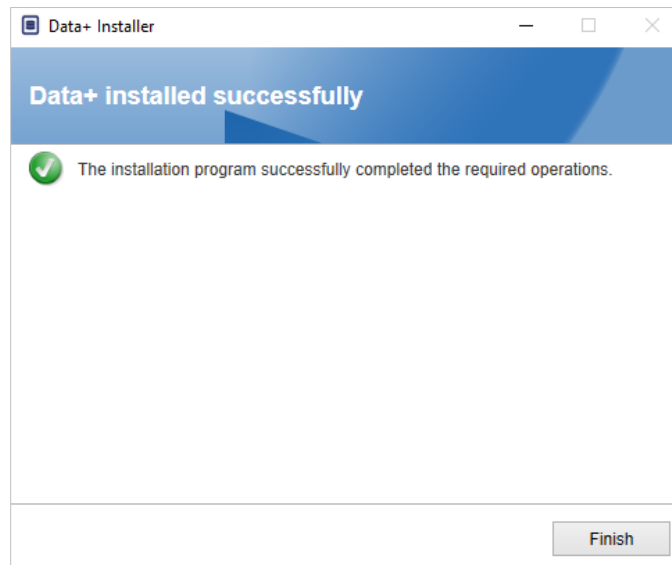 Data+ Installer
Data+ installed successfully
The installation program successfully completed the required operations.
Finish